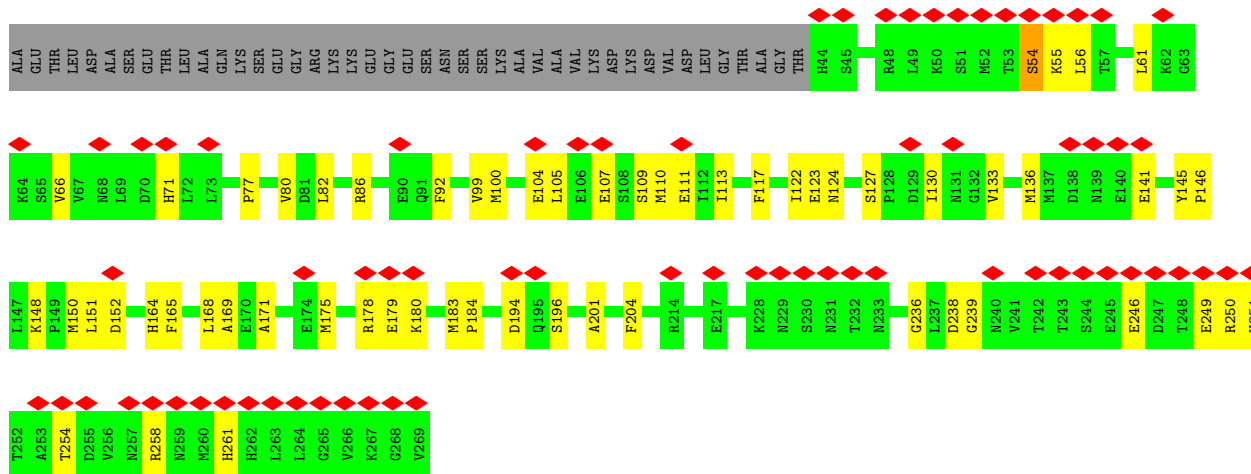 ALA GLU THR LEU ASP ALA SER GLU THR LEU ALA GLN LYS SER GLU GLY ARG LYS LYS GLU GLY GLU SER ASN SER SER LYS ALA VAL ALA VAL LYS ASP LYS ASP VAL ASP LEU GLY THR ALA GLY THR H44 S45 R48 L49 K50 S51 M52 T53 S54 K55 L56 T57 L61 K62 G63
K64 S65 V66 V67 N68 L69 D70 H71 L72 L73 P77 V80 D81 L82 R86 E90 Q91 F92 V99 M100 E104 L105 E106 E107 S108 S109 M110 E111 I112 I113 F117 I122 E123 N124 S127 P128 D129 I130 N131 G132 V133 M136 M137 D138 N139 E140 E141 Y145 P146
L147 K148 P149 M150 L151 D152 H164 F165 L168 A169 E170 A171 E174 M175 R178 E179 K180 M183 P184 D194 Q195 S196 A201 F204 R214 E217 K228 N229 S230 N231 T232 N233 G236 L237 D238 G239 N240 V241 T242 T243 S244 E245 E246 D247 T248 E249 R250
T252 A253 T254 D255 V256 N257 R258 N259 M260 H261 H262 L263 L264 G265 V266 K267 G268 V269